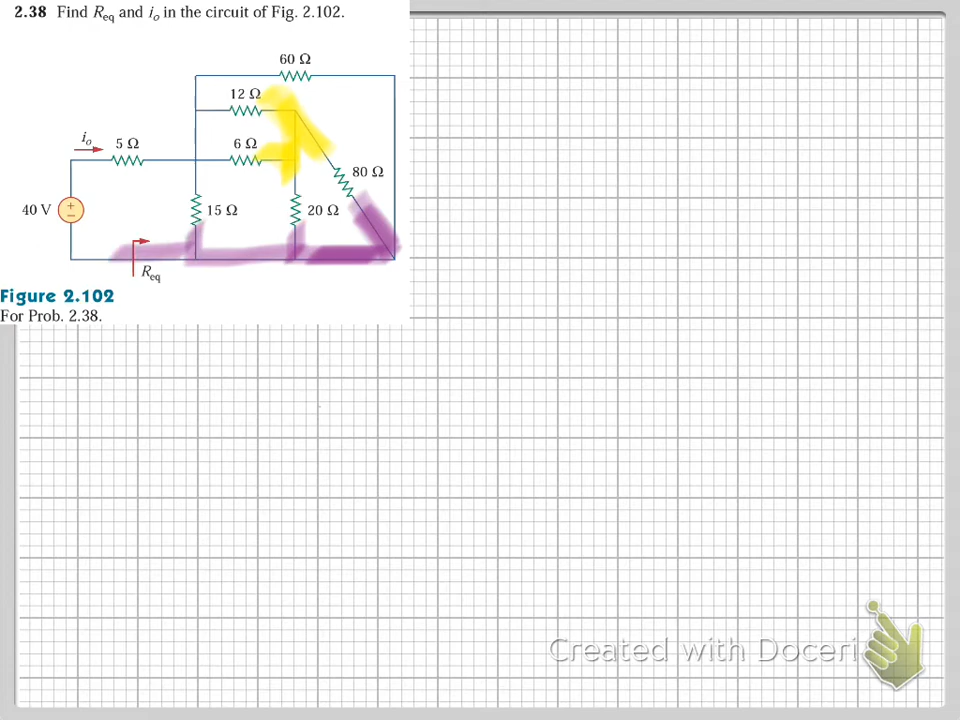 2.38 Find Req and io in the circuit of Fig. 2.102.
60 Ω
12 Ω
io
5 Ω
6 Ω
80 Ω
40 V
+
−
15 Ω
20 Ω
Req
Figure 2.102
For Prob. 2.38.
Created with Doceri